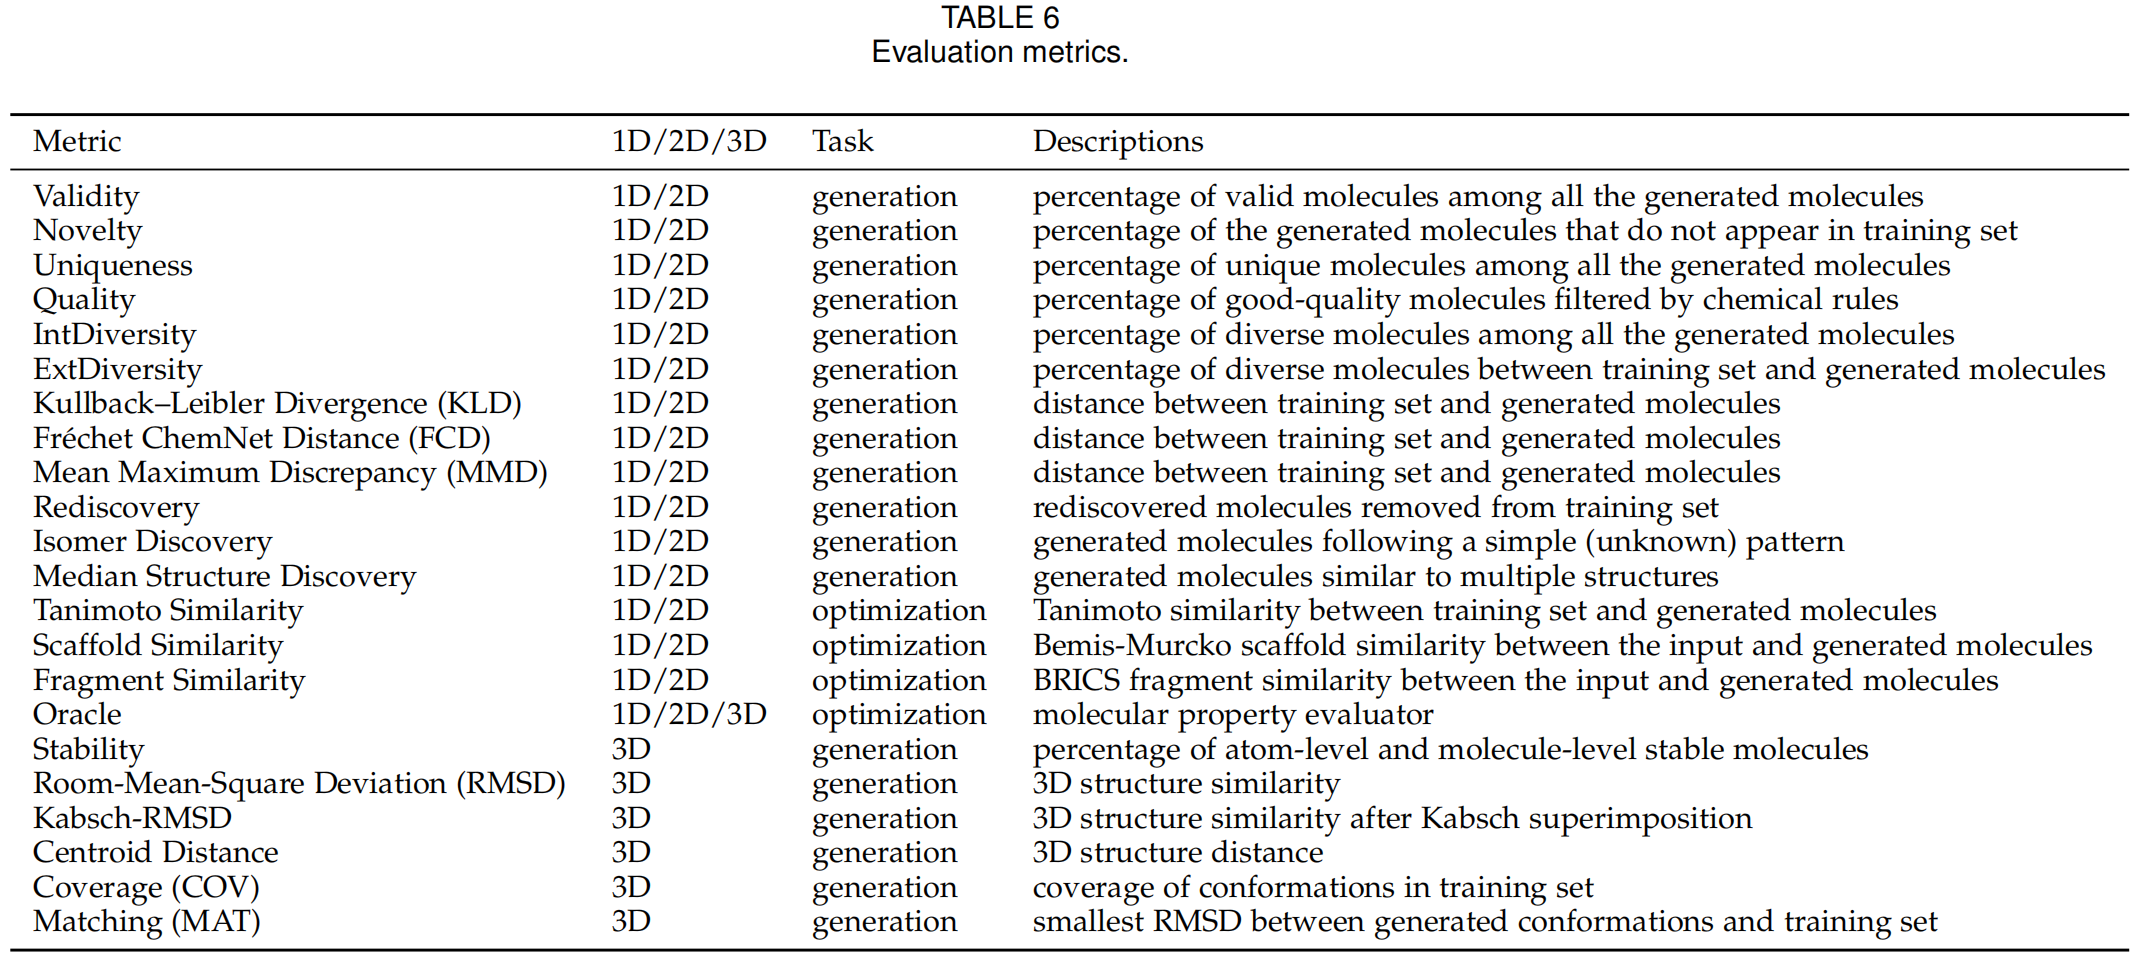 TABLE 6
Evaluation metrics.
Metric 1D/2D/3D Task Descriptions
Validity 1D/2D generation percentage of valid molecules among all the generated molecules
Novelty 1D/2D generation percentage of the generated molecules that do not appear in training set
Uniqueness 1D/2D generation percentage of unique molecules among all the generated molecules
Quality 1D/2D generation percentage of good-quality molecules filtered by chemical rules
IntDiversity 1D/2D generation percentage of diverse molecules among all the generated molecules
ExtDiversity 1D/2D generation percentage of diverse molecules between training set and generated molecules
Kullback–Leibler Divergence (KLD) 1D/2D generation distance between training set and generated molecules
Fréchet ChemNet Distance (FCD) 1D/2D generation distance between training set and generated molecules
Mean Maximum Discrepancy (MMD) 1D/2D generation distance between training set and generated molecules
Rediscovery 1D/2D generation rediscovered molecules removed from training set
Isomer Discovery 1D/2D generation generated molecules following a simple (unknown) pattern
Median Structure Discovery 1D/2D generation generated molecules similar to multiple structures
Tanimoto Similarity 1D/2D optimization Tanimoto similarity between training set and generated molecules
Scaffold Similarity 1D/2D optimization Bemis-Murcko scaffold similarity between the input and generated molecules
Fragment Similarity 1D/2D optimization BRICS fragment similarity between the input and generated molecules
Oracle 1D/2D/3D optimization molecular property evaluator
Stability 3D generation percentage of atom-level and molecule-level stable molecules
Room-Mean-Square Deviation (RMSD) 3D generation 3D structure similarity
Kabsch-RMSD 3D generation 3D structure similarity after Kabsch superimposition
Centroid Distance 3D generation 3D structure distance
Coverage (COV) 3D generation coverage of conformations in training set
Matching (MAT) 3D generation smallest RMSD between generated conformations and training set